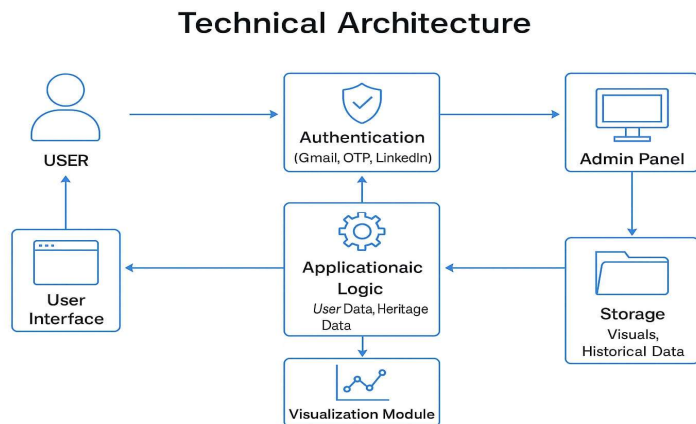 Technical Architecture
USER
Authentication
(Gmail, OTP, LinkedIn)
Admin Panel
User
Interface
Applicationaic
Logic
User Data, Heritage
Data
Storage
Visuals,
Historical Data
Visualization Module